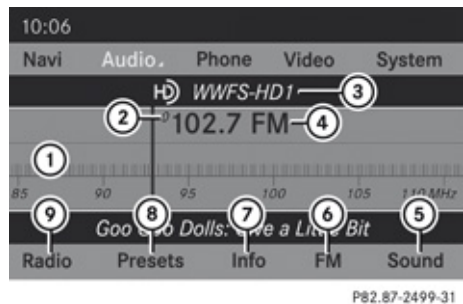 10:06
Navi Audio Phone Video System
HD WWFS-HD1 3
2 0 102.7 FM 4
1
85 90 95 100 105 110 MHz
9 8 7 6 5
Goo Dolls: a Little Bit
Radio Presets Info FM Sound
P82.87-2499-31